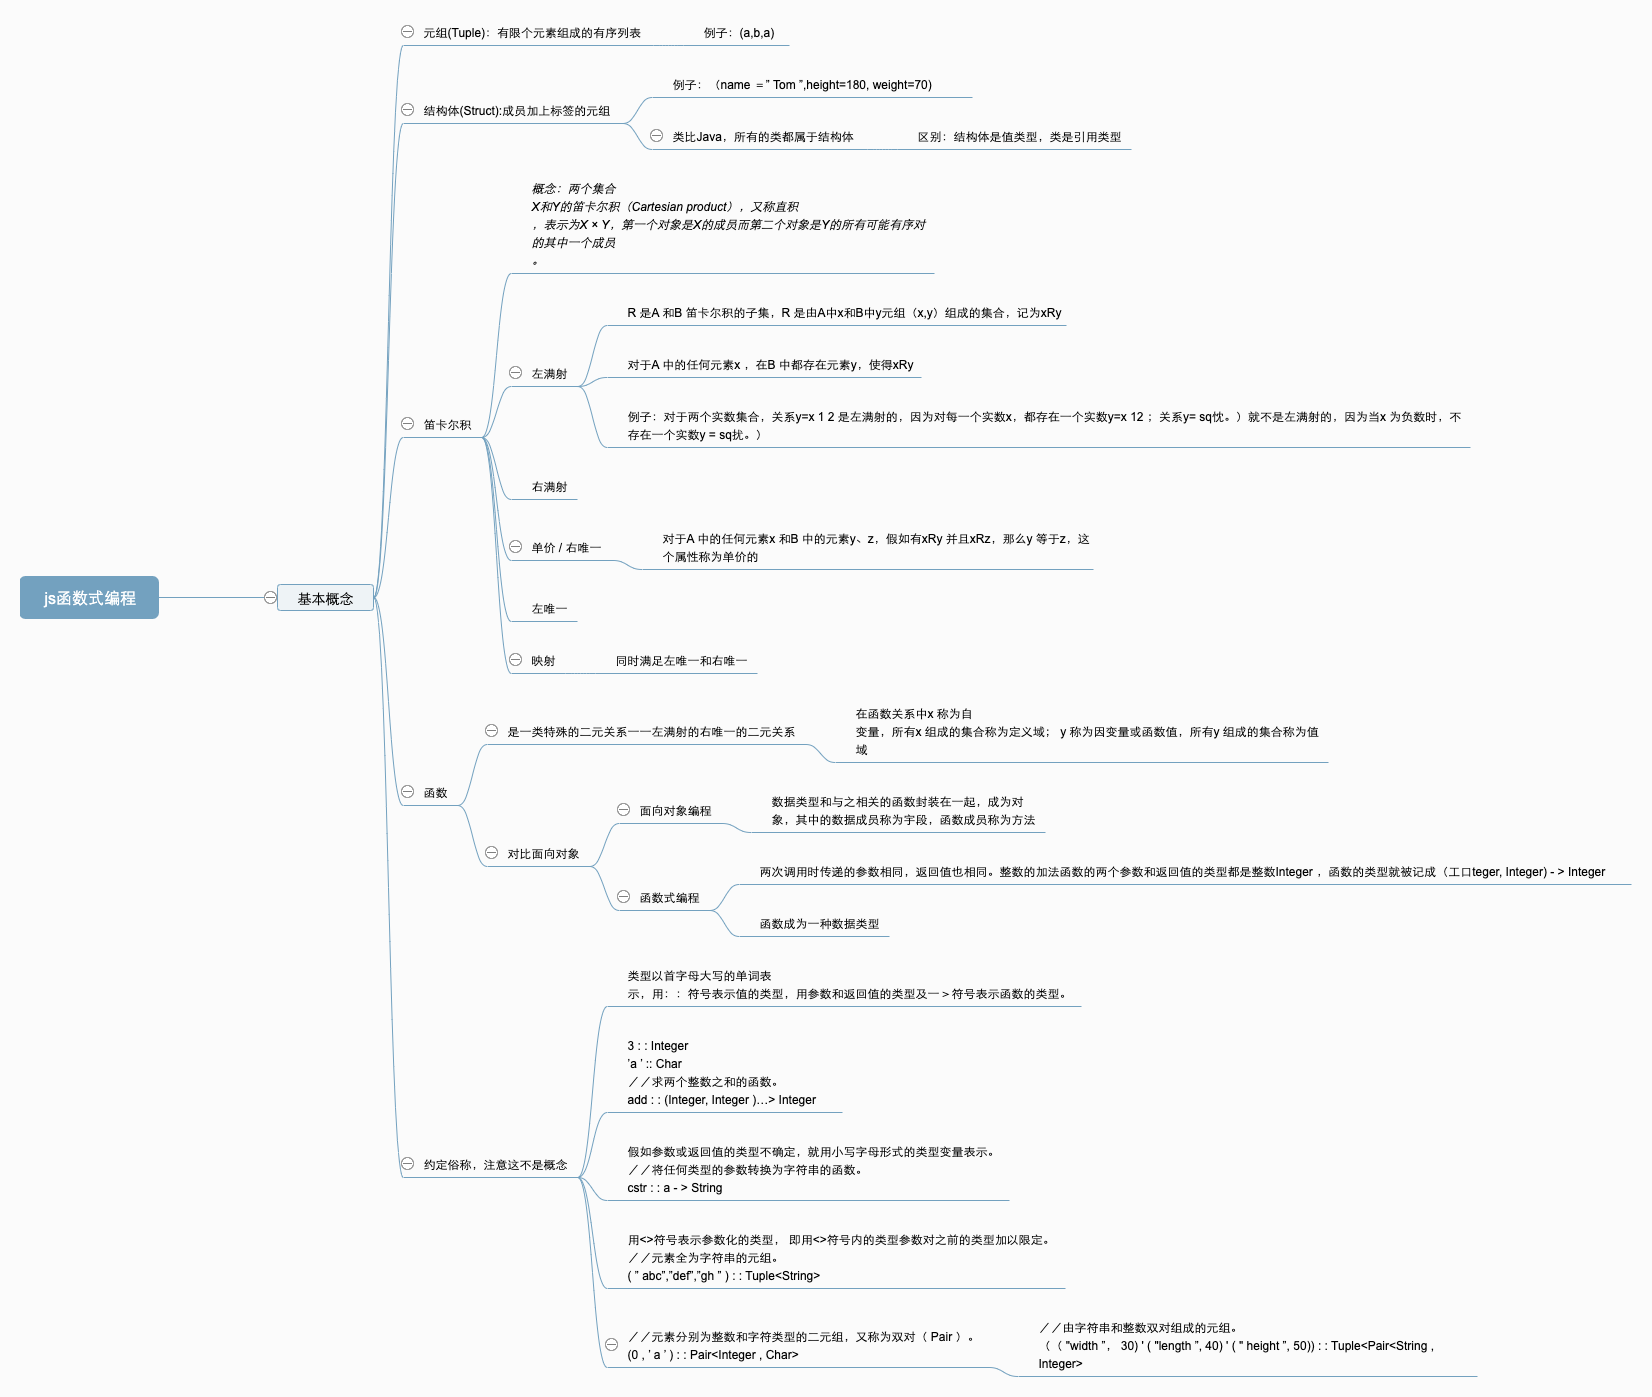 元组(Tuple)：有限个元素组成的有序列表
例子：(a,b,a)
结构体(Struct):成员加上标签的元组
例子：（name ＝" Tom ",height=180, weight=70)
类比Java，所有的类都属于结构体
区别：结构体是值类型，类是引用类型
概念：两个集合
X和Y的笛卡尔积（Cartesian product），又称直积
，表示为X × Y，第一个对象是X的成员而第二个对象是Y的所有可能有序对
的其中一个成员
。
笛卡尔积
左满射
R 是A 和B 笛卡尔积的子集，R 是由A中x和B中y元组（x,y）组成的集合，记为xRy
对于A 中的任何元素x ，在B 中都存在元素y，使得xRy
例子：对于两个实数集合，关系y=x 1 2 是左满射的，因为对每一个实数x，都存在一个实数y=x 12 ；关系y= sq忱。）就不是左满射的，因为当x 为负数时，不
存在一个实数y = sq扰。）
右满射
单价 / 右唯一
对于A 中的任何元素x 和B 中的元素y、z，假如有xRy 并且xRz，那么y 等于z，这
个属性称为单价的
左唯一
映射
同时满足左唯一和右唯一
js函数式编程
基本概念
函数
是一类特殊的二元关系一一左满射的右唯一的二元关系
在函数关系中x 称为自
变量，所有x 组成的集合称为定义域； y 称为因变量或函数值，所有y 组成的集合称为值
域
对比面向对象
面向对象编程
数据类型和与之相关的函数封装在一起，成为对
象，其中的数据成员称为宇段，函数成员称为方法
函数式编程
两次调用时传递的参数相同，返回值也相同。整数的加法函数的两个参数和返回值的类型都是整数Integer ，函数的类型就被记成（工口teger, Integer) - > Integer
函数成为一种数据类型
约定俗称，注意这不是概念
类型以首字母大写的单词表
示，用：：符号表示值的类型，用参数和返回值的类型及一＞符号表示函数的类型。
3 : : Integer
'a ' :: Char
／／求两个整数之和的函数。
add : : (Integer, Integer )…> Integer
假如参数或返回值的类型不确定，就用小写字母形式的类型变量表示。
／／将任何类型的参数转换为字符串的函数。
cstr : : a - > String
用<>符号表示参数化的类型， 即用<>符号内的类型参数对之前的类型加以限定。
／／元素全为字符串的元组。
( " abc","def","gh " ) : : Tuple<String>
／／元素分别为整数和字符类型的二元组，又称为双对（ Pair ）。
(0 , ' a ' ) : : Pair<Integer , Char>
／／由字符串和整数双对组成的元组。
（（ "width "， 30) ' ( "length ", 40) ' ( " height ", 50)) : : Tuple<Pair<String ,
Integer>